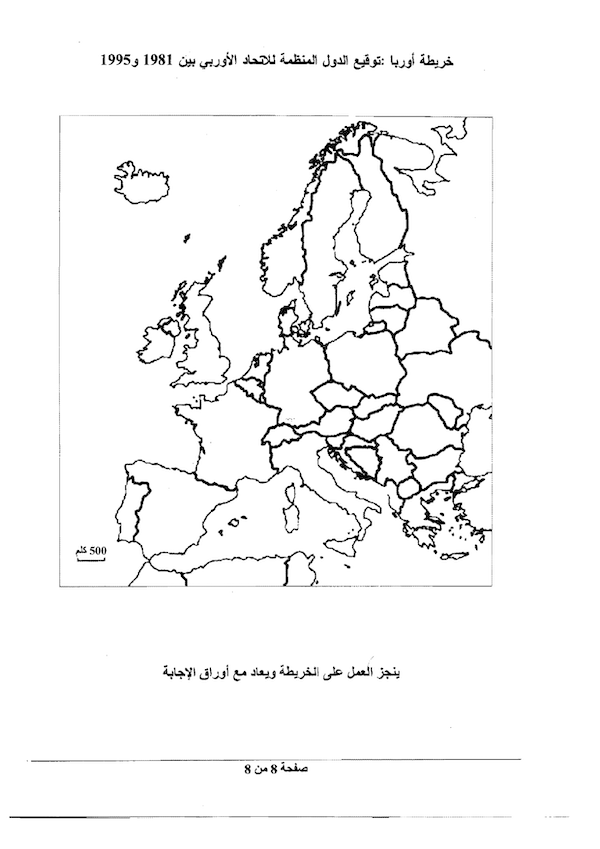 خريطة أوربا :توقيع الدول المنظمة للاتحاد الأوربي بين 1981 و1995
500 كلم
ينجز العمل على الخريطة ويعاد مع أوراق الإجابة
صفحة 8 من 8